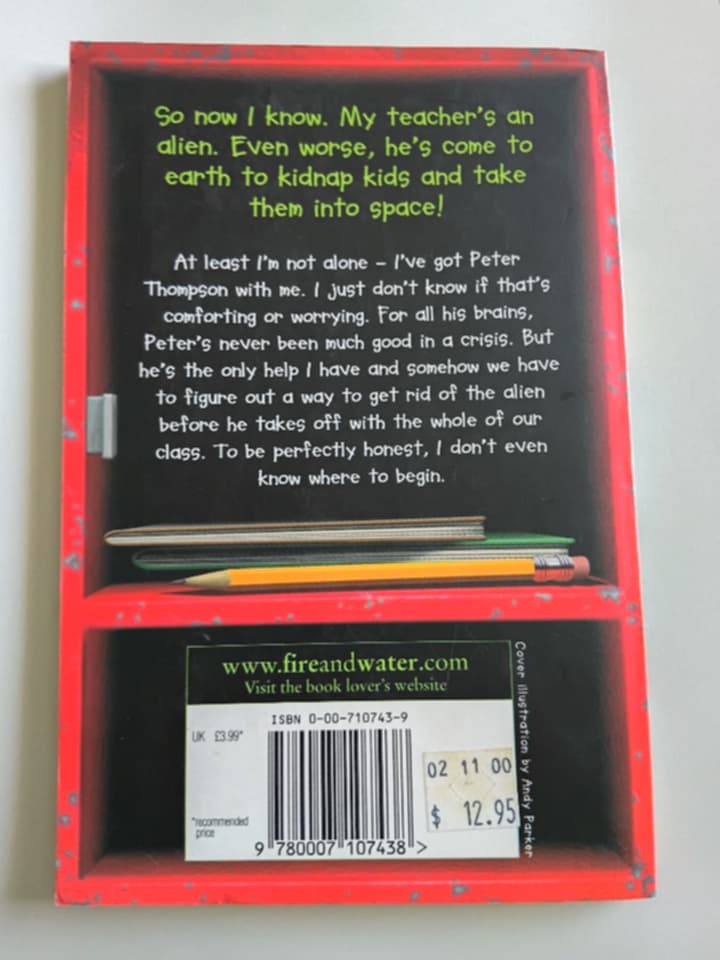 So now I know. My teacher's an
alien. Even worse, he's come to
earth to kidnap kids and take
them into space!
At least I'm not alone – I've got Peter
Thompson with me. I just don't know if that's
comforting or worrying. For all his brains,
Peter's never been much good in a crisis. But
he's the only help I have and somehow we have
to figure out a way to get rid of the alien
before he takes off with the whole of our
class. To be perfectly honest, I don't even
know where to begin.
www.fireandwater.com
Visit the book lover's website
ISBN 0-00-710743-9
UK £3.99*
*recommended
price
9 780007 107438 >
02 11 00
$ 12.95
Cover illustration by Andy Parker